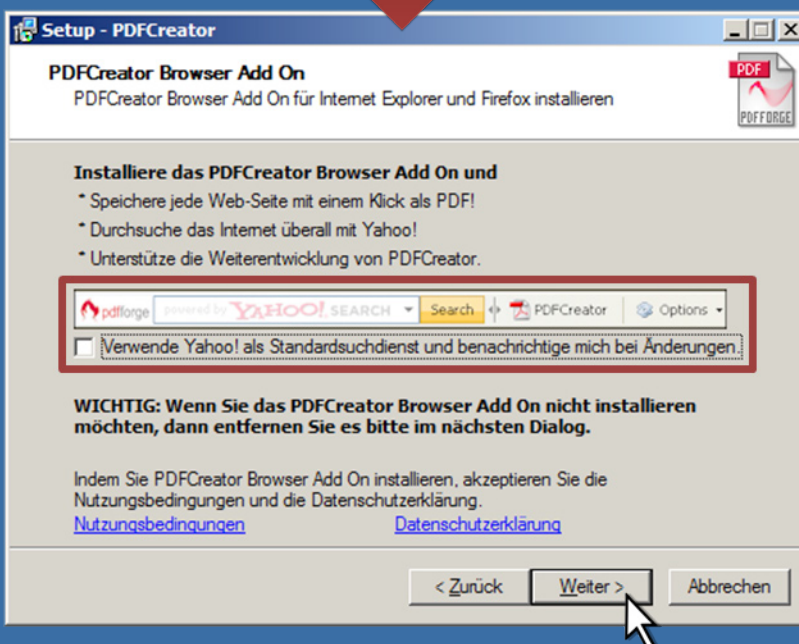 Setup - PDFCreator
PDFCreator Browser Add On
PDFCreator Browser Add On für Internet Explorer und Firefox installieren
PDF
PDFFORGE
Installiere das PDFCreator Browser Add On und
* Speichere jede Web-Seite mit einem Klick als PDF!
* Durchsuche das Internet überall mit Yahoo!
* Unterstütze die Weiterentwicklung von PDFCreator.
pdfforge powered by YAHOO! SEARCH Search PDFCreator Options
Verwende Yahoo! als Standardsuchdienst und benachrichtige mich bei Änderungen.
WICHTIG: Wenn Sie das PDFCreator Browser Add On nicht installieren
möchten, dann entfernen Sie es bitte im nächsten Dialog.
Indem Sie PDFCreator Browser Add On installieren, akzeptieren Sie die
Nutzungsbedingungen und die Datenschutzerklärung.
Nutzungsbedingungen Datenschutzerklärung
< Zurück Weiter > Abbrechen